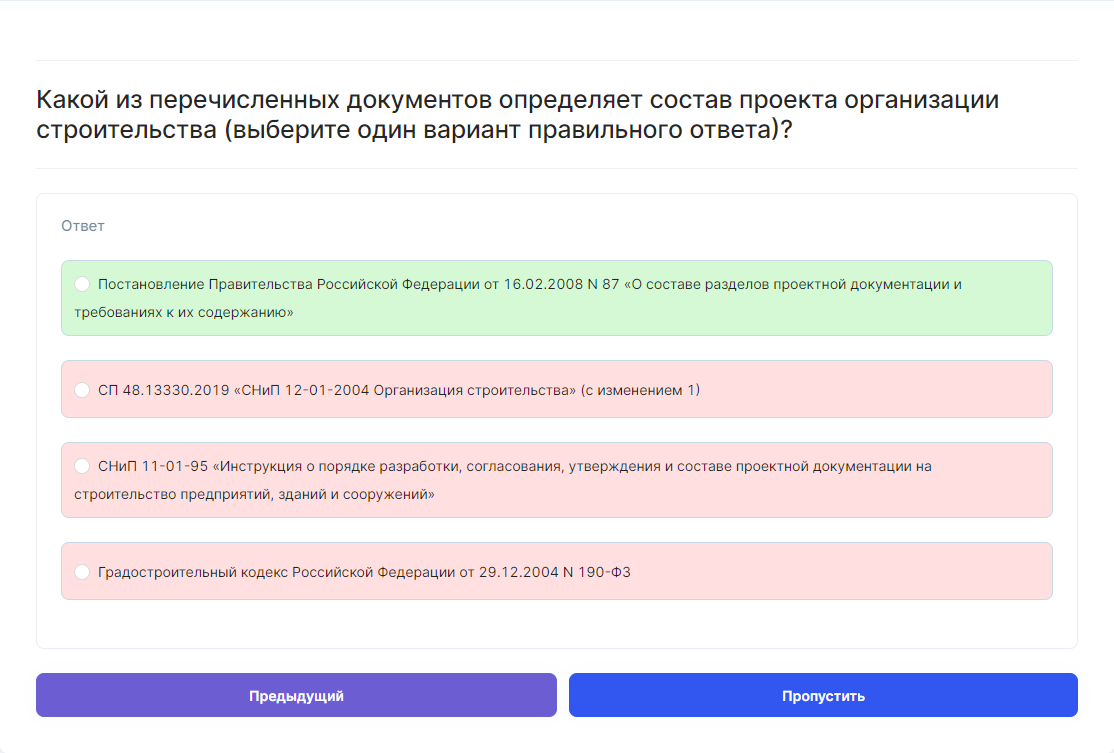 Какой из перечисленных документов определяет состав проекта организации
строительства (выберите один вариант правильного ответа)?
Ответ
Постановление Правительства Российской Федерации от 16.02.2008 N 87 «О составе разделов проектной документации и
требованиях к их содержанию»
СП 48.13330.2019 «СНиП 12-01-2004 Организация строительства» (с изменением 1)
СНиП 11-01-95 «Инструкция о порядке разработки, согласования, утверждения и составе проектной документации на
строительство предприятий, зданий и сооружений»
Градостроительный кодекс Российской Федерации от 29.12.2004 N 190-ФЗ
Предыдущий
Пропустить